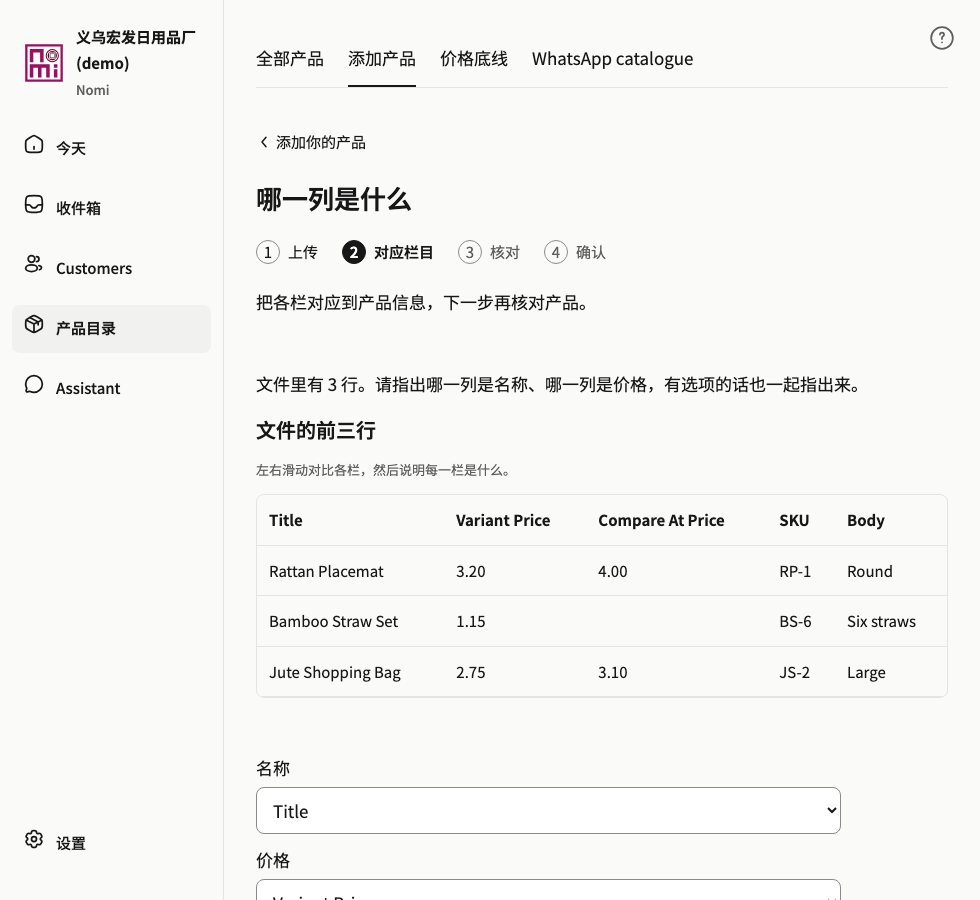 义乌宏发日用品厂
(demo)
Nomi
今天
收件箱
Customers
产品目录
Assistant
设置
全部产品 添加产品 价格底线 WhatsApp catalogue
?
添加你的产品
哪一列是什么
1 上传 2 对应栏目 3 核对 4 确认
把各栏对应到产品信息，下一步再核对产品。
文件里有 3 行。请指出哪一列是名称、哪一列是价格，有选项的话也一起指出来。
文件的前三行
左右滑动对比各栏，然后说明每一栏是什么。
Title Variant Price Compare At Price SKU Body
Rattan Placemat 3.20 4.00 RP-1 Round
Bamboo Straw Set 1.15 BS-6 Six straws
Jute Shopping Bag 2.75 3.10 JS-2 Large
名称
Title
价格
Variant Price